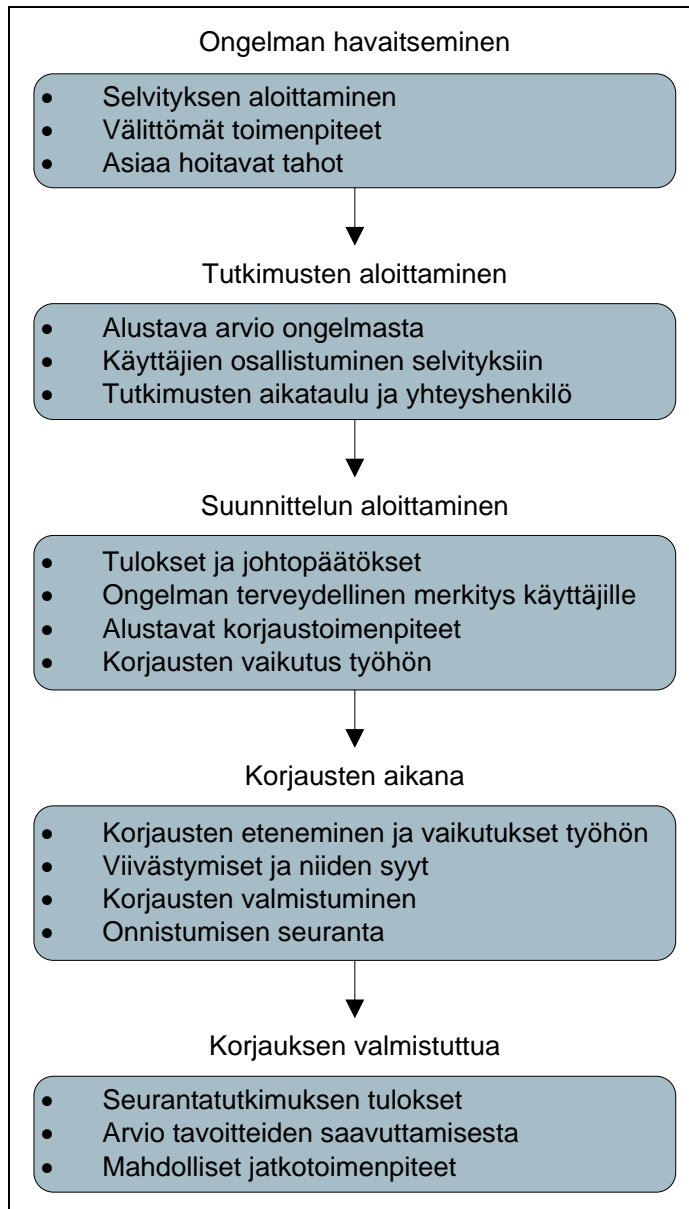 Ongelman havaitseminen
• Selvityksen aloittaminen
• Välittömät toimenpiteet
• Asiaa hoitavat tahot
Tutkimusten aloittaminen
• Alustava arvio ongelmasta
• Käyttäjien osallistuminen selvityksiin
• Tutkimusten aikataulu ja yhteyshenkilö
Suunnittelun aloittaminen
• Tulokset ja johtopäätökset
• Ongelman terveydellinen merkitys käyttäjille
• Alustavat korjaustoimenpiteet
• Korjausten vaikutus työhön
Korjausten aikana
• Korjausten eteneminen ja vaikutukset työhön
• Viivästymiset ja niiden syyt
• Korjausten valmistuminen
• Onnistumisen seuranta
Korjauksen valmistuttua
• Seurantatutkimuksen tulokset
• Arvio tavoitteiden saavuttamisesta
• Mahdolliset jatkotoimenpiteet